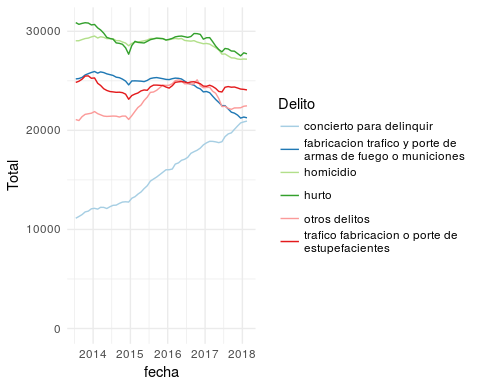 30000
20000
10000
0
Total
2014 2015 2016 2017 2018
fecha
Delito
concierto para delinquir
fabricacion trafico y porte de
armas de fuego o municiones
homicidio
hurto
otros delitos
trafico fabricacion o porte de
estupefacientes